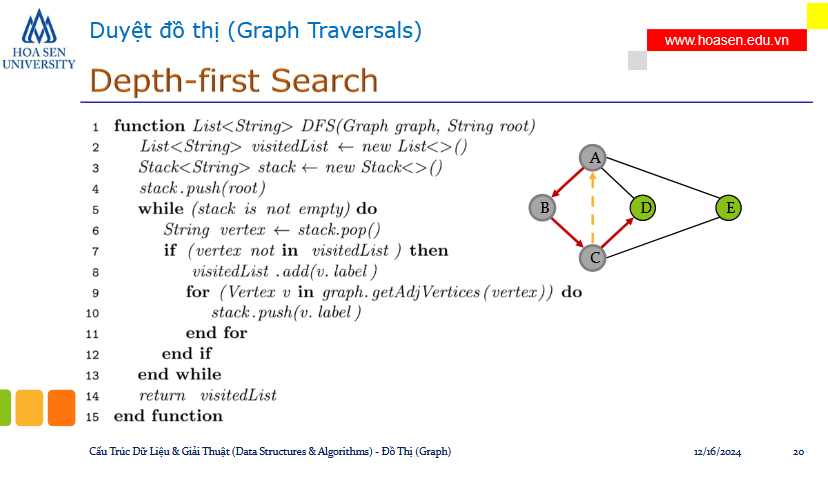 HOA SEN
UNIVERSITY
Duyệt đồ thị (Graph Traversals)
www.hoasen.edu.vn
Depth-first Search
1 function List<String> DFS(Graph graph, String root)
2 List<String> visitedList ← new List<>()
3 Stack<String> stack ← new Stack<>()
4 stack.push(root)
5 while (stack is not empty) do
6 String vertex ← stack.pop()
7 if (vertex not in visitedList ) then
8 visitedList .add(v. label )
9 for (Vertex v in graph. getAdjVertices (vertex)) do
10 stack.push(v. label )
11 end for
12 end if
13 end while
14 return visitedList
15 end function
A
B
D
E
C
Cấu Trúc Dữ Liệu & Giải Thuật (Data Structures & Algorithms) - Đồ Thị (Graph)
12/16/2024
20